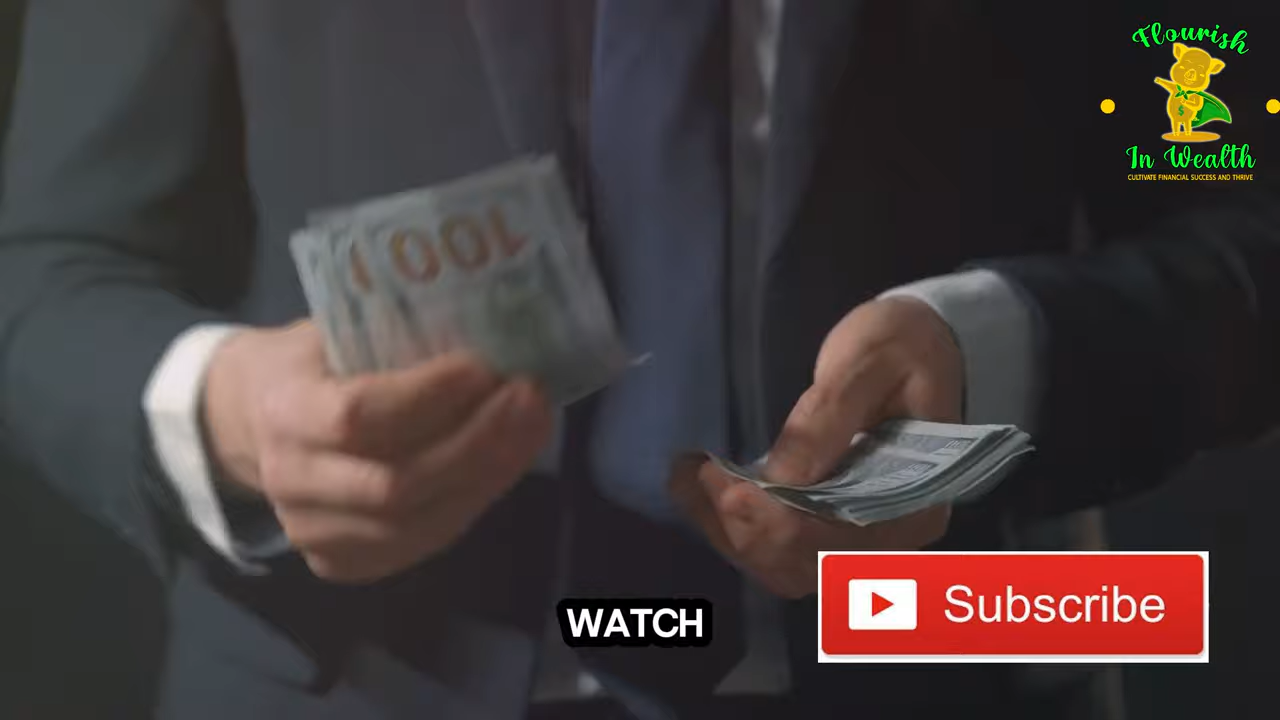 Flourish
$
In Wealth
CULTIVATE FINANCIAL SUCCESS AND THRIVE
100
WATCH
Subscribe